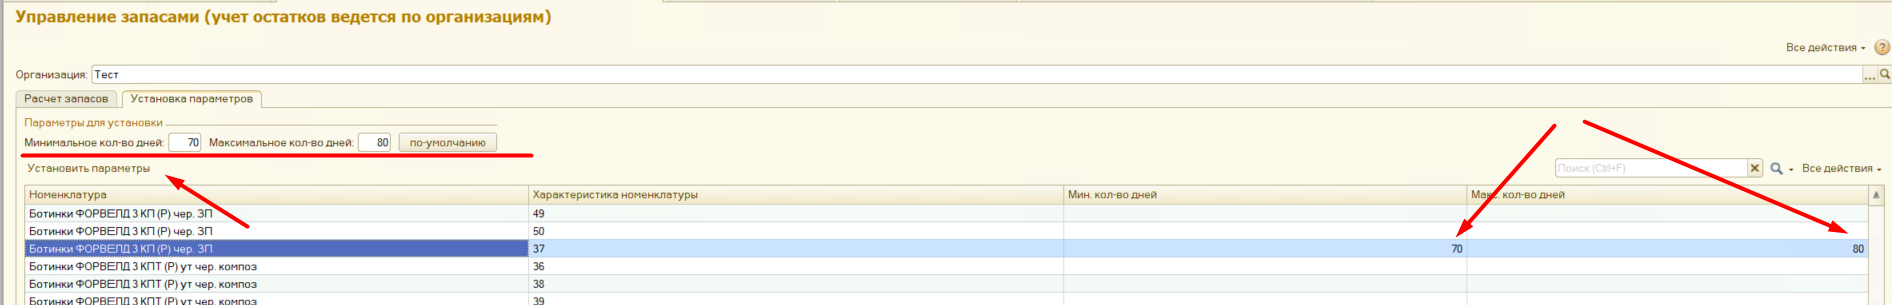 Управление запасами (учет остатков ведется по организациям)
Все действия
?
Организация: Тест
...
Расчет запасов Установка параметров
Параметры для установки
Минимальное кол-во дней: 70 Максимальное кол-во дней: 80 по-умолчанию
Установить параметры Поиск (Ctrl+F) Все действия
Номенклатура Характеристика номенклатуры Мин. кол-во дней Макс. кол-во дней
Ботинки ФОРВЕЛД 3 КП (Р) чер. ЗП 49
Ботинки ФОРВЕЛД 3 КП (Р) чер. ЗП 50
Ботинки ФОРВЕЛД 3 КП (Р) чер. ЗП 37 70 80
Ботинки ФОРВЕЛД 3 КПТ (Р) ут чер. композ 36
Ботинки ФОРВЕЛД 3 КПТ (Р) ут чер. композ 38
Ботинки ФОРВЕЛД 3 КПТ (Р) ут чер. композ 39